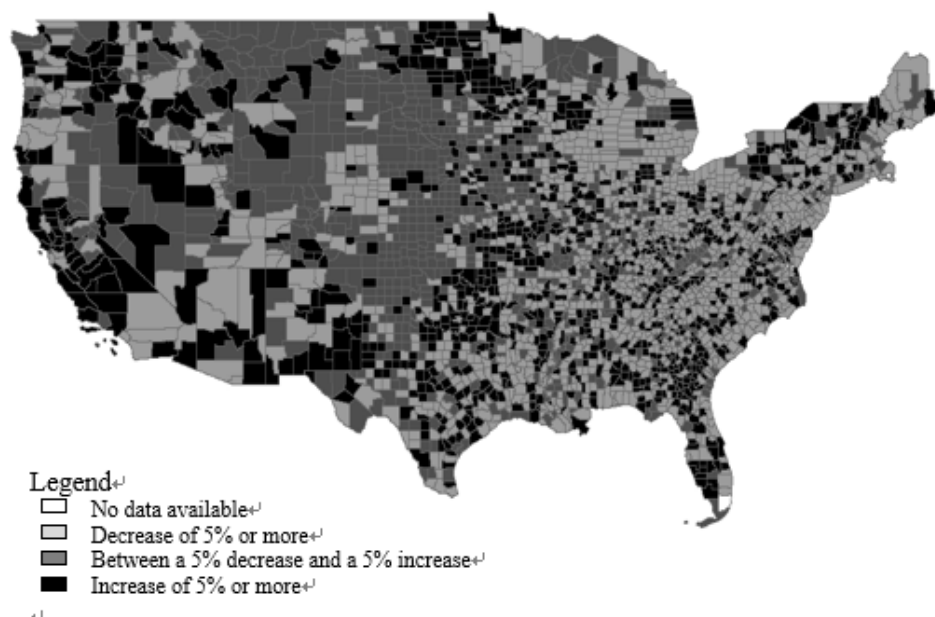 Legend↵
No data available↵
Decrease of 5% or more↵
Between a 5% decrease and a 5% increase↵
Increase of 5% or more↵
↵